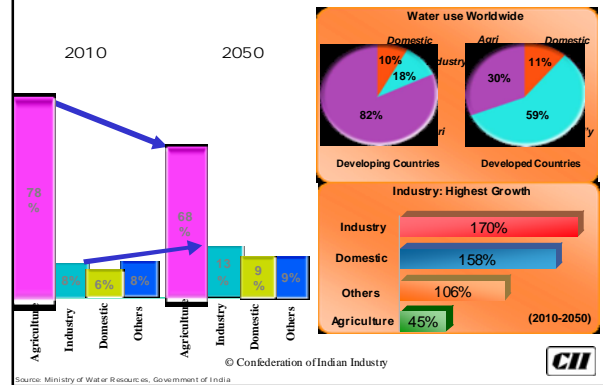 2010
2050
78
%
8%
6%
8%
68
%
13
%
9
%
9%
Agriculture
Industry
Domestic
Others
Agriculture
Industry
Domestic
Others
Water use Worldwide
Domestic
10%
18%
82%
Developing Countries
Agri
Domestic
11%
30%
59%
Developed Countries
Industry: Highest Growth
Industry
170%
Domestic
158%
Others
106%
Agriculture
45%
(2010-2050)
© Confederation of Indian Industry
CII
Source: Ministry of Water Resources, Government of India